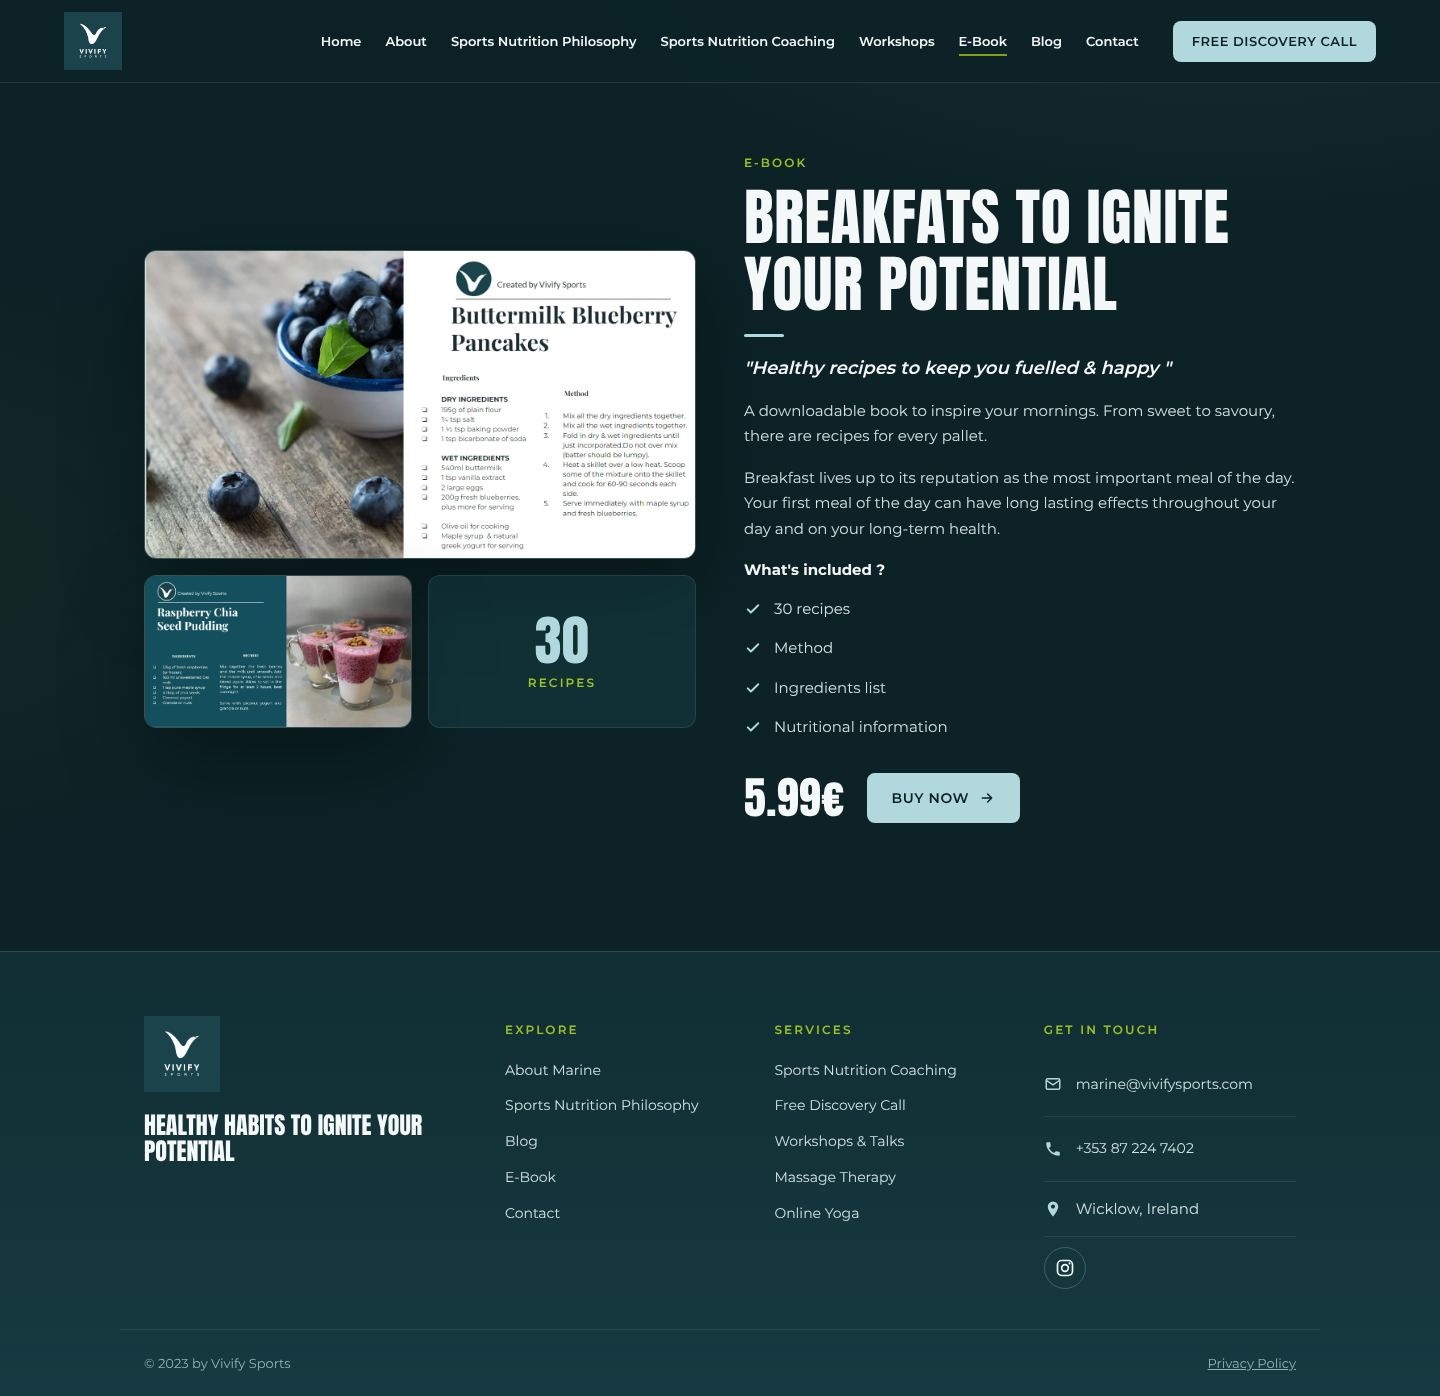 VIVIFY
SPORTS
Home About Sports Nutrition Philosophy Sports Nutrition Coaching Workshops E-Book Blog Contact FREE DISCOVERY CALL
E-BOOK
BREAKFATS TO IGNITE
YOUR POTENTIAL
"Healthy recipes to keep you fuelled & happy "
A downloadable book to inspire your mornings. From sweet to savoury,
there are recipes for every pallet.
Breakfast lives up to its reputation as the most important meal of the day.
Your first meal of the day can have long lasting effects throughout your
day and on your long-term health.
What's included ?
30 recipes
Method
Ingredients list
Nutritional information
5.99€ BUY NOW →
Created by Vivify Sports
Buttermilk Blueberry
Pancakes
Ingredients
DRY INGREDIENTS
195g of plain flour
1/4 tsp salt
1 ½ tsp baking powder
1 tsp bicarbonate of soda
WET INGREDIENTS
540ml buttermilk
1 tsp vanilla extract
2 large eggs
200g fresh blueberries,
plus more for serving
Olive oil for cooking
Maple syrup & natural
greek yogurt for serving
Method
1. Mix all the dry ingredients together.
2. Mix all the wet ingredients together.
3. Fold in dry & wet ingredients until
just incorporated.Do not over mix
(batter should be lumpy).
4. Heat a skillet over a low heat. Scoop
some of the mixture onto the skillet
and cook for 60-90 seconds each
side.
5. Serve immediately with maple syrup
and fresh blueberries.
Created by Vivify Sports
Raspberry Chia
Seed Pudding
INGREDIENTS
METHOD
30
RECIPES
VIVIFY
SPORTS
HEALTHY HABITS TO IGNITE YOUR
POTENTIAL
EXPLORE
About Marine
Sports Nutrition Philosophy
Blog
E-Book
Contact
SERVICES
Sports Nutrition Coaching
Free Discovery Call
Workshops & Talks
Massage Therapy
Online Yoga
GET IN TOUCH
marine@vivifysports.com
+353 87 224 7402
Wicklow, Ireland
© 2023 by Vivify Sports
Privacy Policy